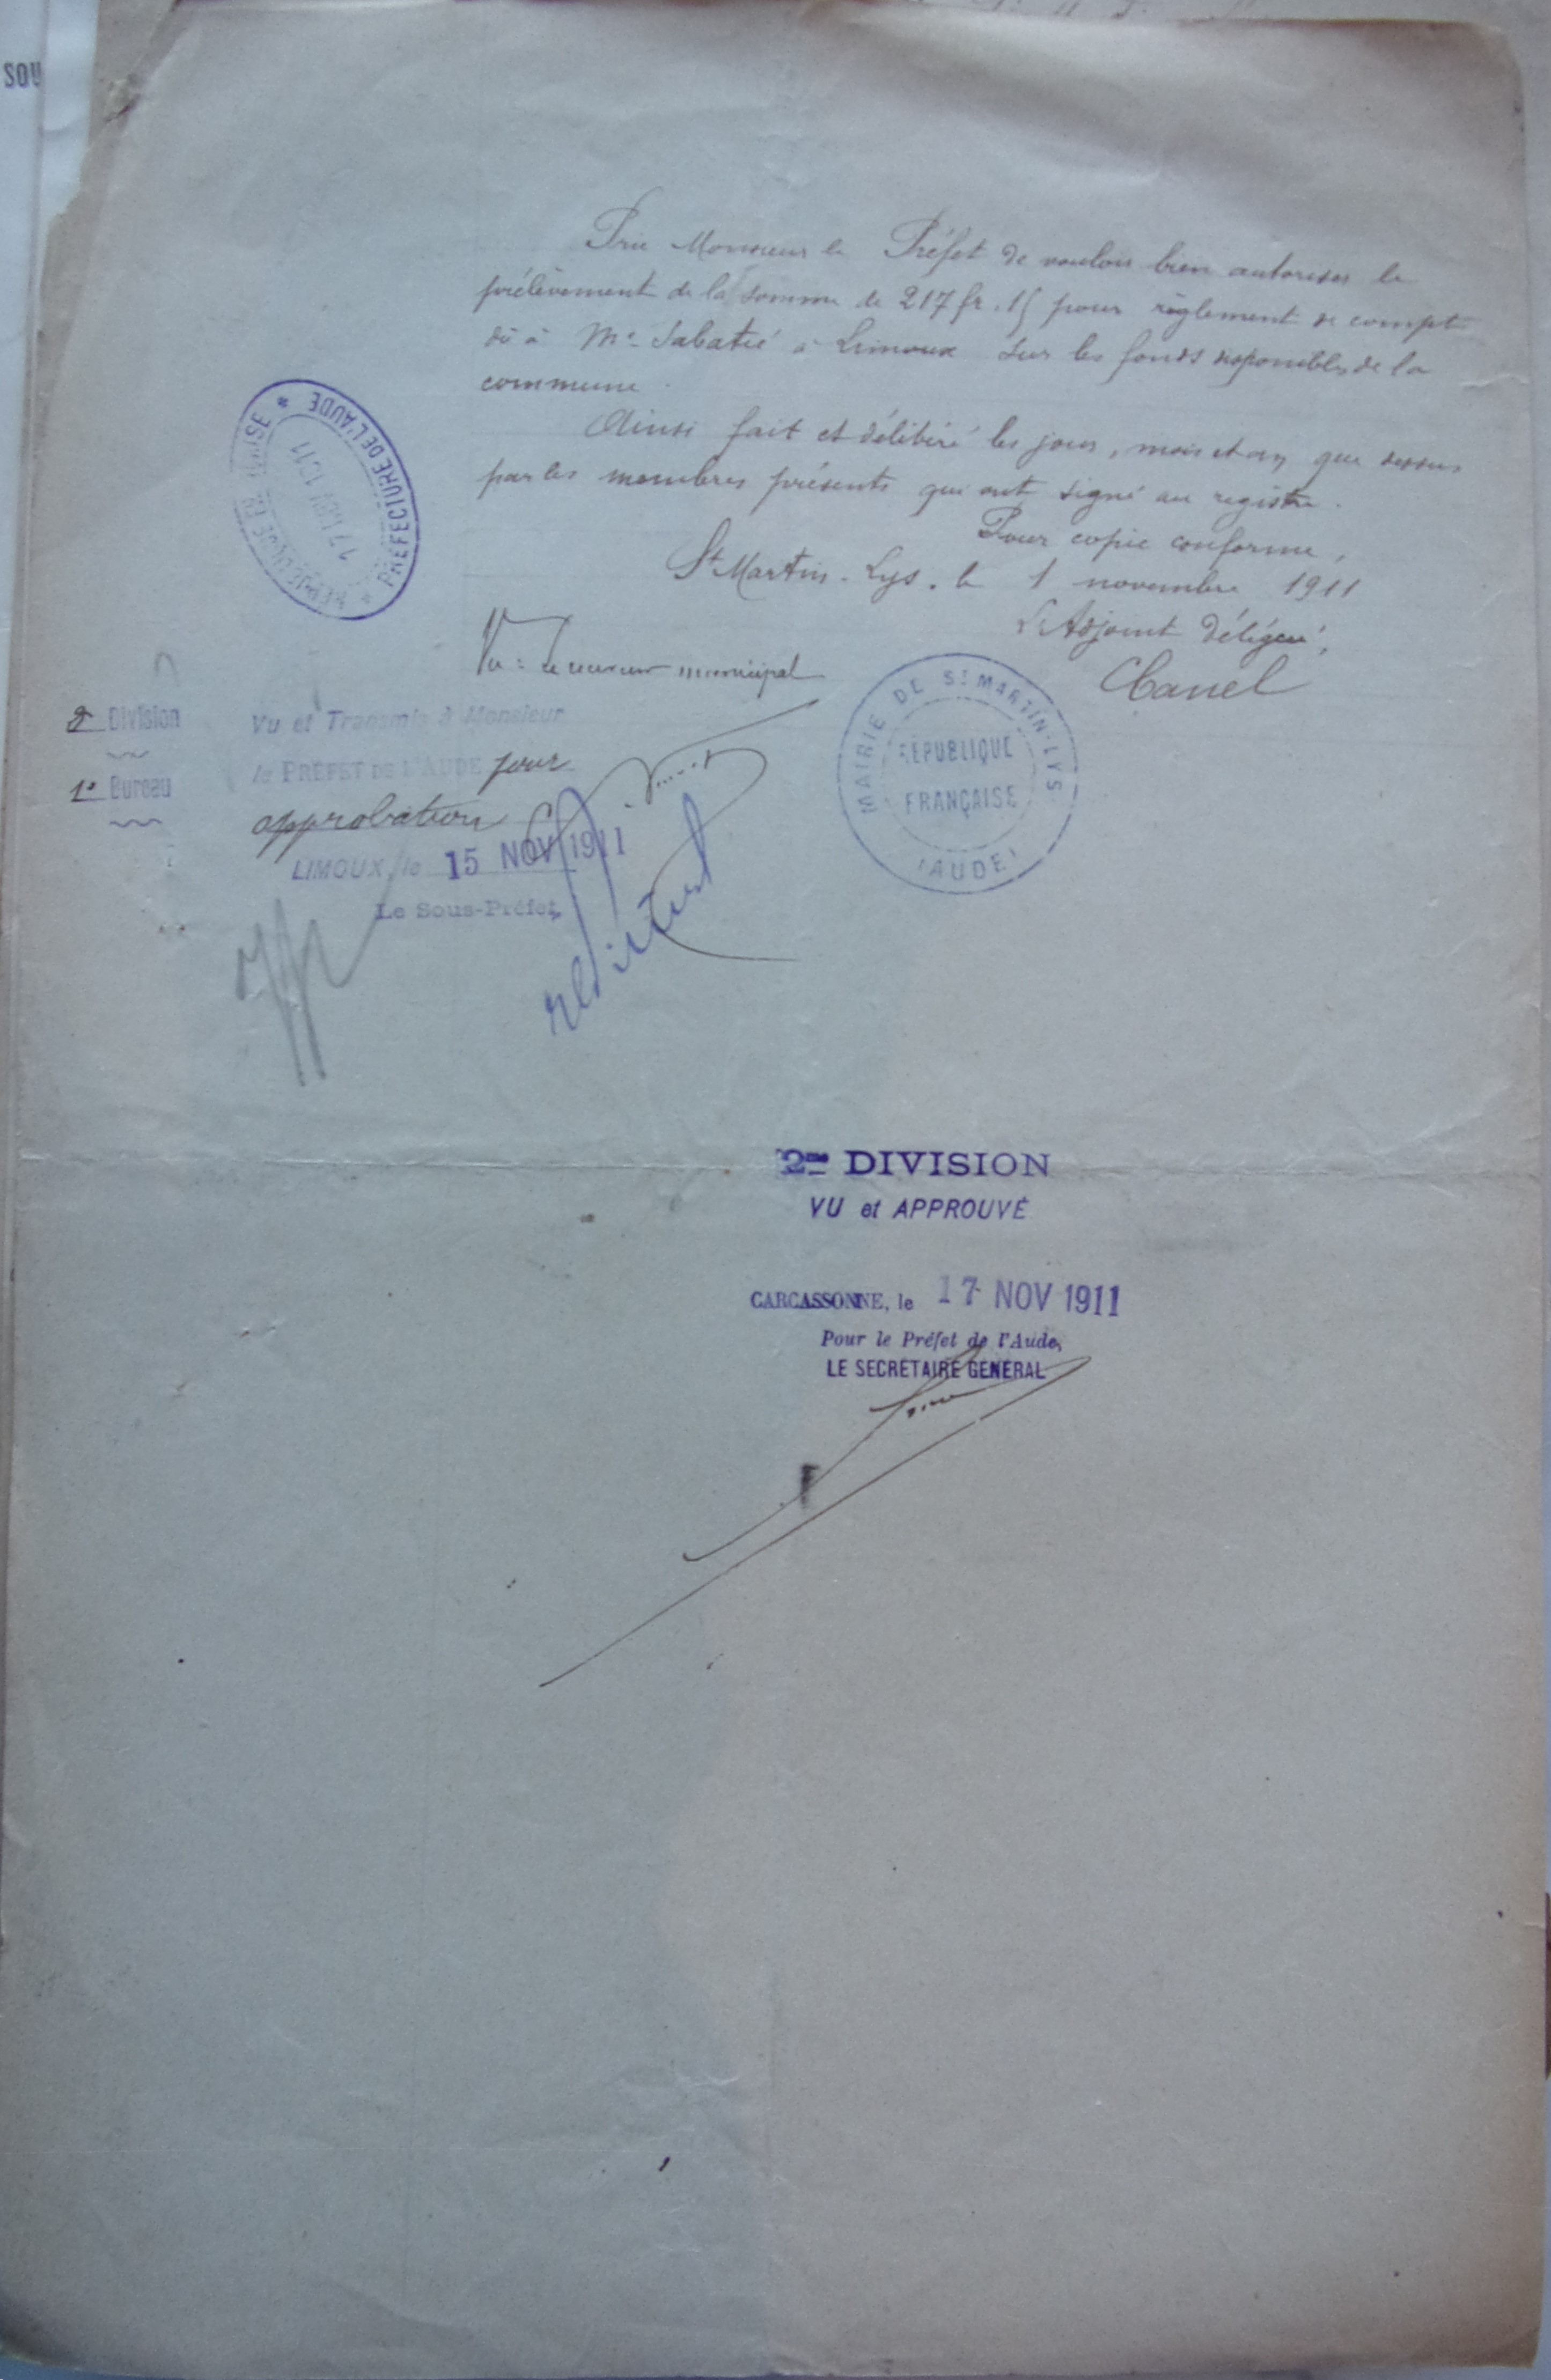 SOU
Prie Monsieur le Préfet de vouloir bien autoriser le
prélèvement de la somme de 217 fr. 15 pour règlement de compte
dû à Me Sabatié à Limoux sur les fonds disponibles de la
commune.
Ainsi fait et délibéré les jour, mois et an que dessus
par les membres présents qui ont signé au registre.
Pour copie conforme,
St Martin-Lys, le 1 novembre 1911
L'Adjoint délégué,
Canel
* PRÉFECTURE DE L'AUDE *
17 NOV 1911
Vu : Le receveur municipal
MAIRIE DE St MARTIN-LYS
RÉPUBLIQUE
FRANÇAISE
(AUDE)
2e Division
1er Bureau
Vu et Transmis à Monsieur
le PRÉFET DE L'AUDE pour
approbation
LIMOUX, le 15 NOV 1911
Le Sous-Préfet,
2me DIVISION
VU et APPROUVÉ
CARCASSONNE, le 17 NOV 1911
Pour le Préfet de l'Aude,
LE SECRÉTAIRE GÉNÉRAL